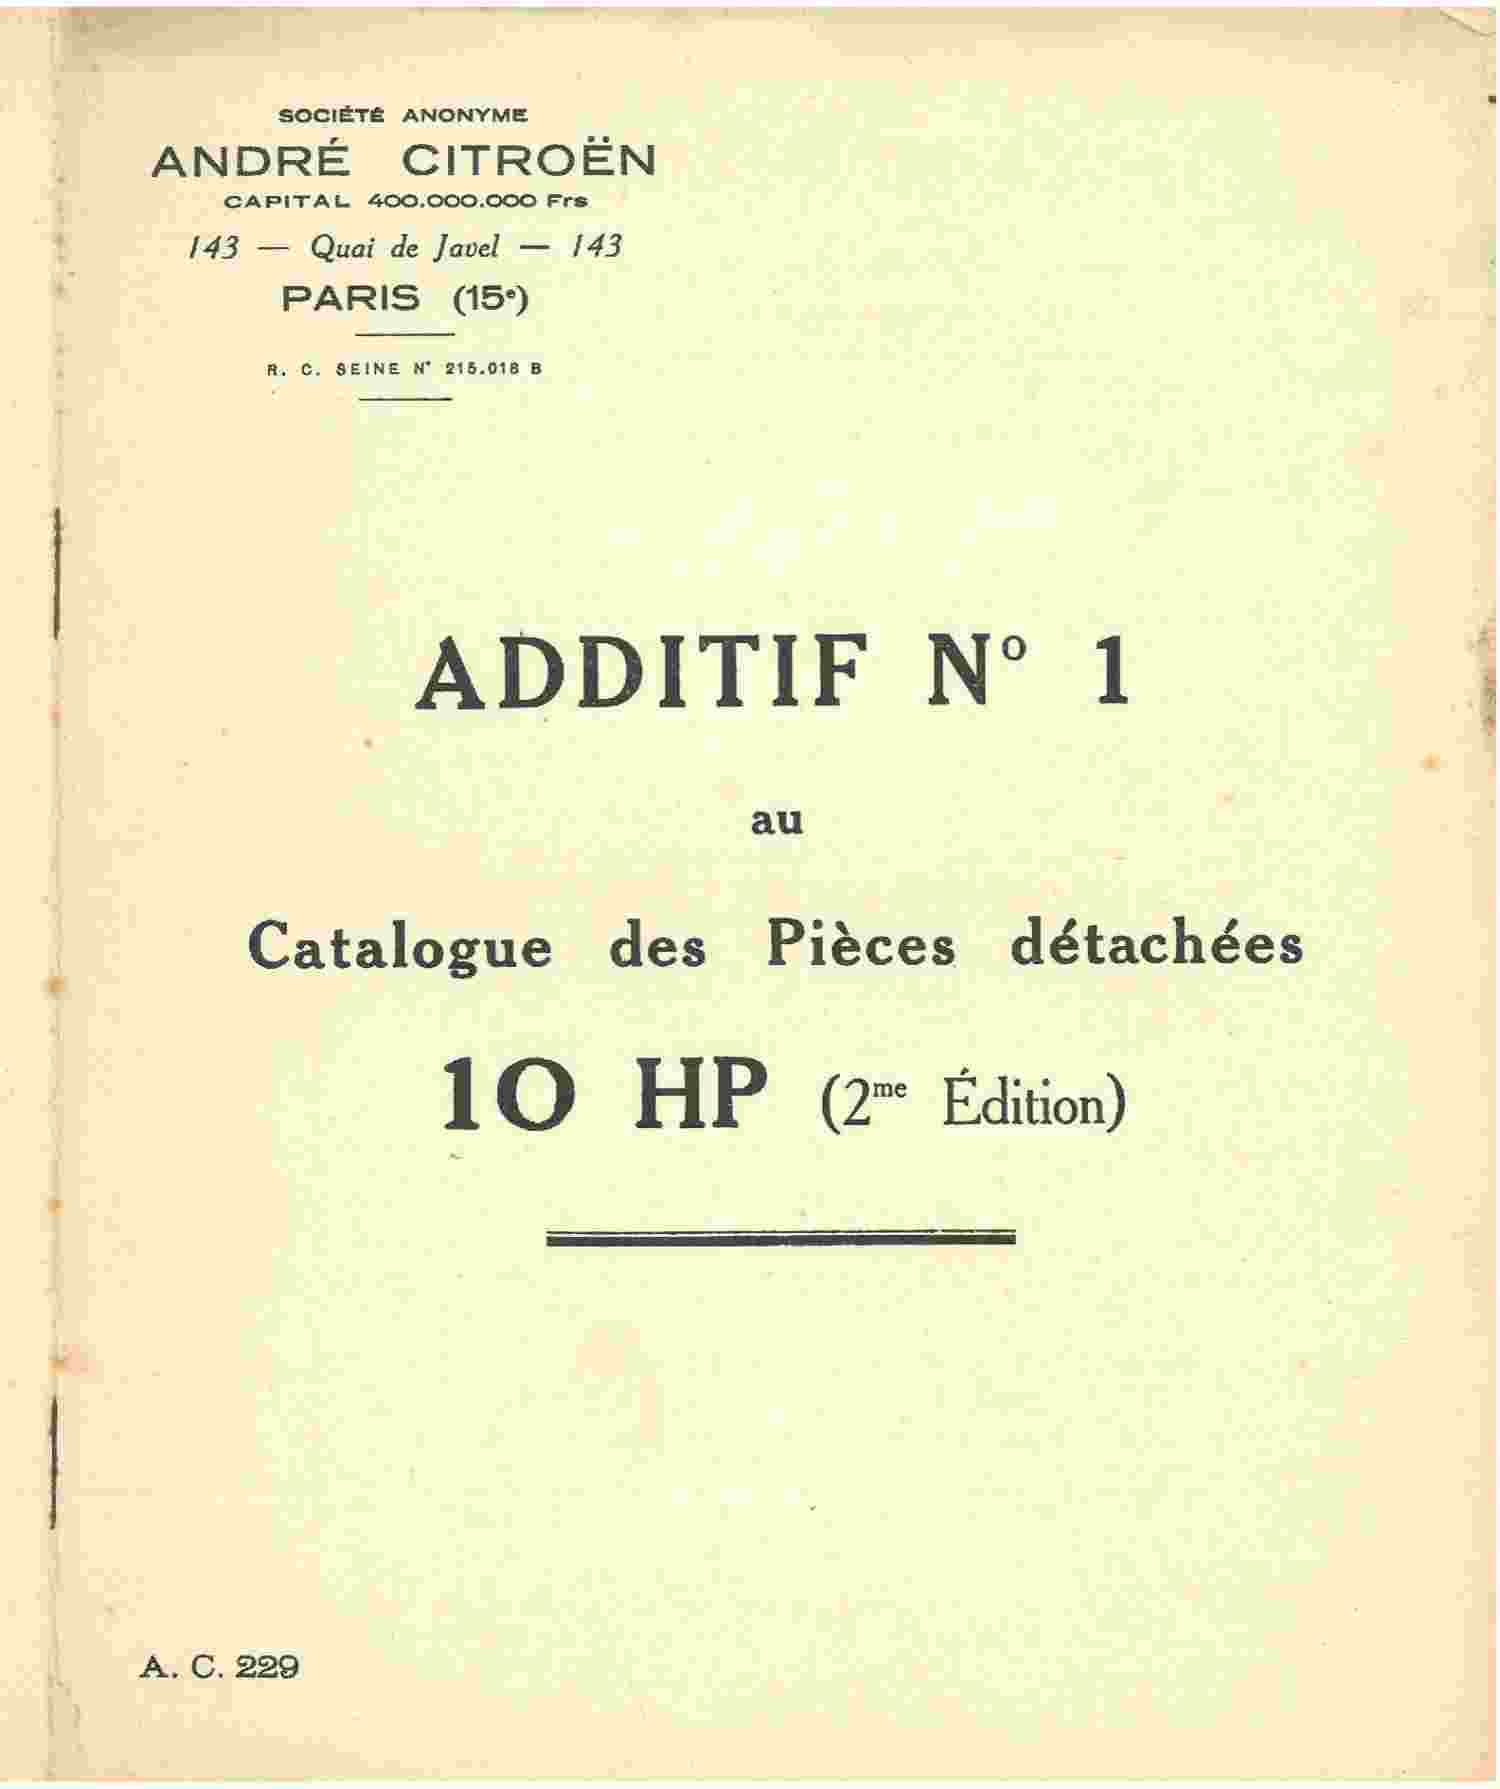 SOCIÉTÉ ANONYME
ANDRÉ CITROËN
CAPITAL 400.000.000 Frs
143 — Quai de Javel — 143
PARIS (15e)
R. C. SEINE N° 215.018 B
ADDITIF No 1
au
Catalogue des Pièces détachées
10 HP (2me Édition)
A. C. 229